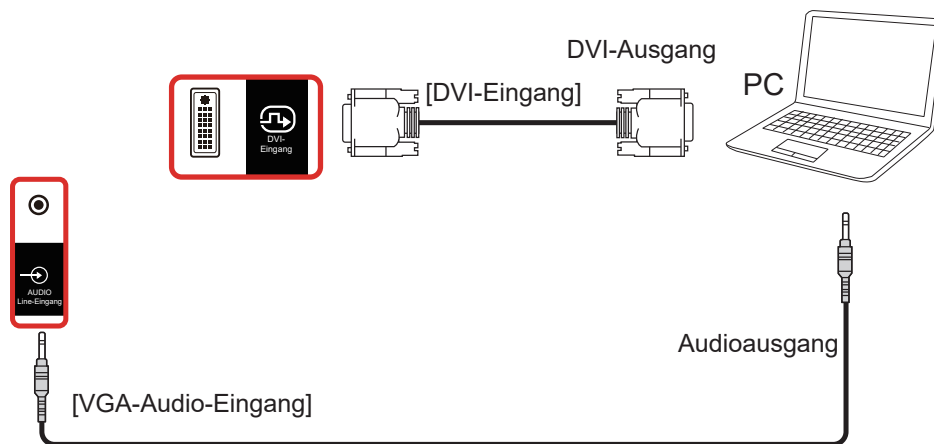 DVI-Ausgang
[DVI-Eingang]
PC
DVI-
Eingang
AUDIO
Line-Eingang
Audioausgang
[VGA-Audio-Eingang]